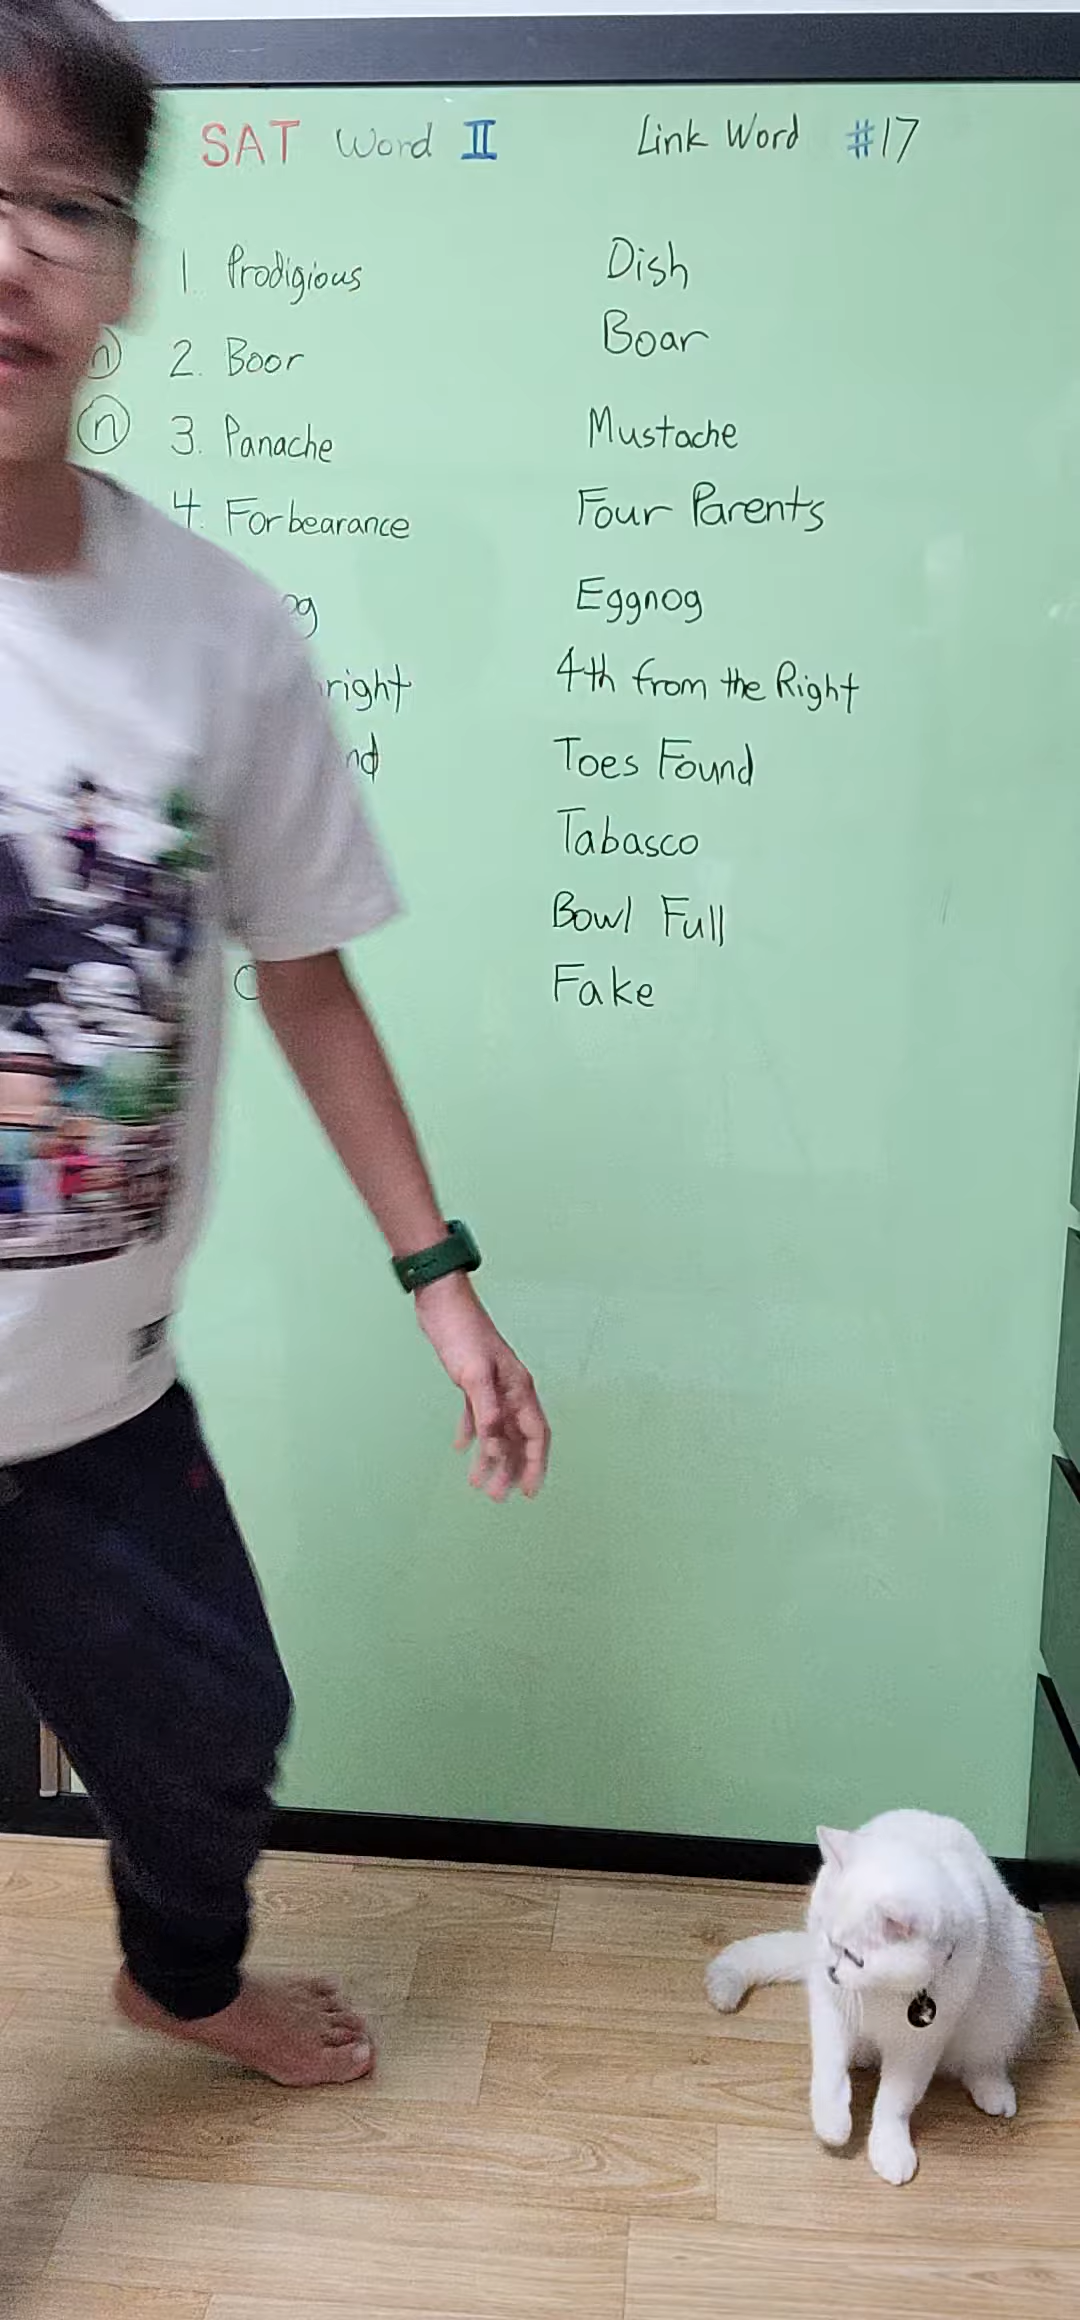 SAT Word II Link Word #17
1. Prodigious Dish
n 2. Boor Boar
n 3. Panache Mustache
4. Forbearance Four Parents
Eggnog
right 4th from the Right
Toes Found
Tabasco
Bowl Full
Fake